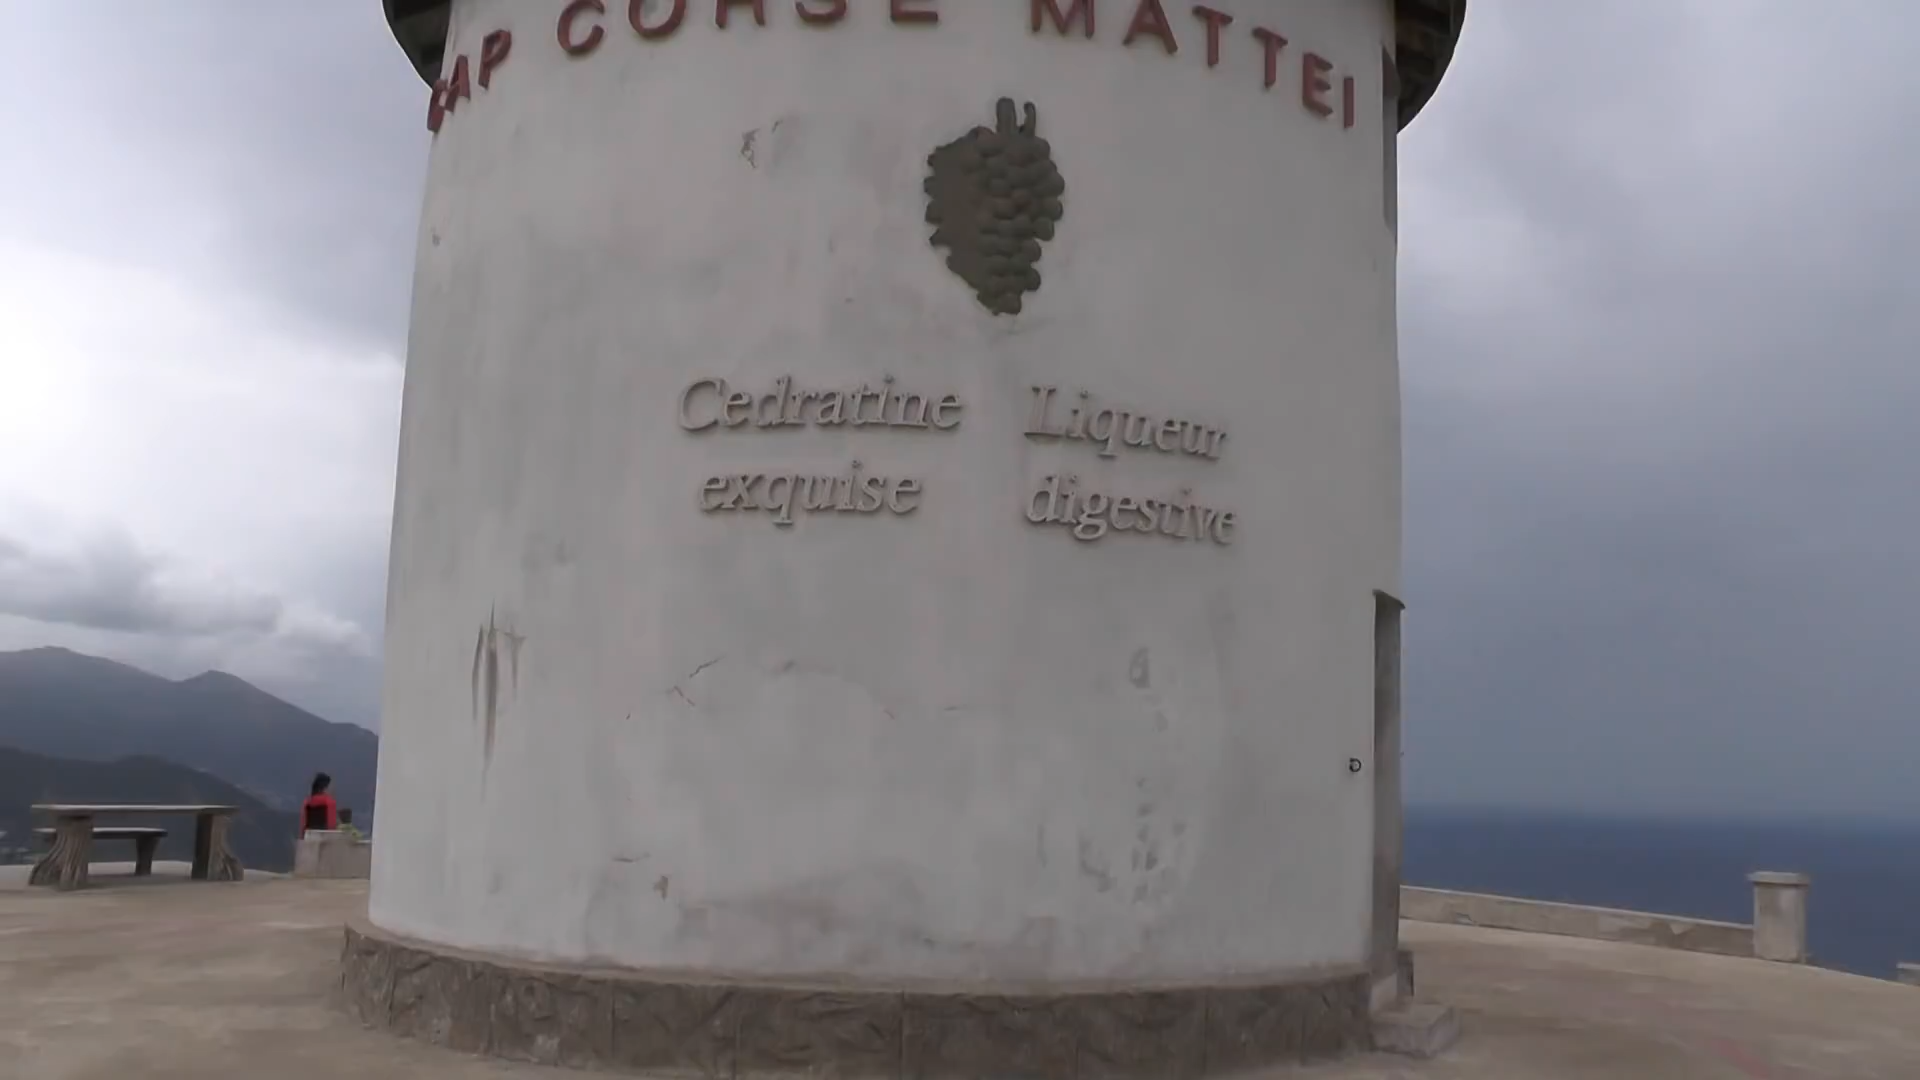 CAP CORSE MATTEI
Cedratine
exquise
Liqueur
digestive